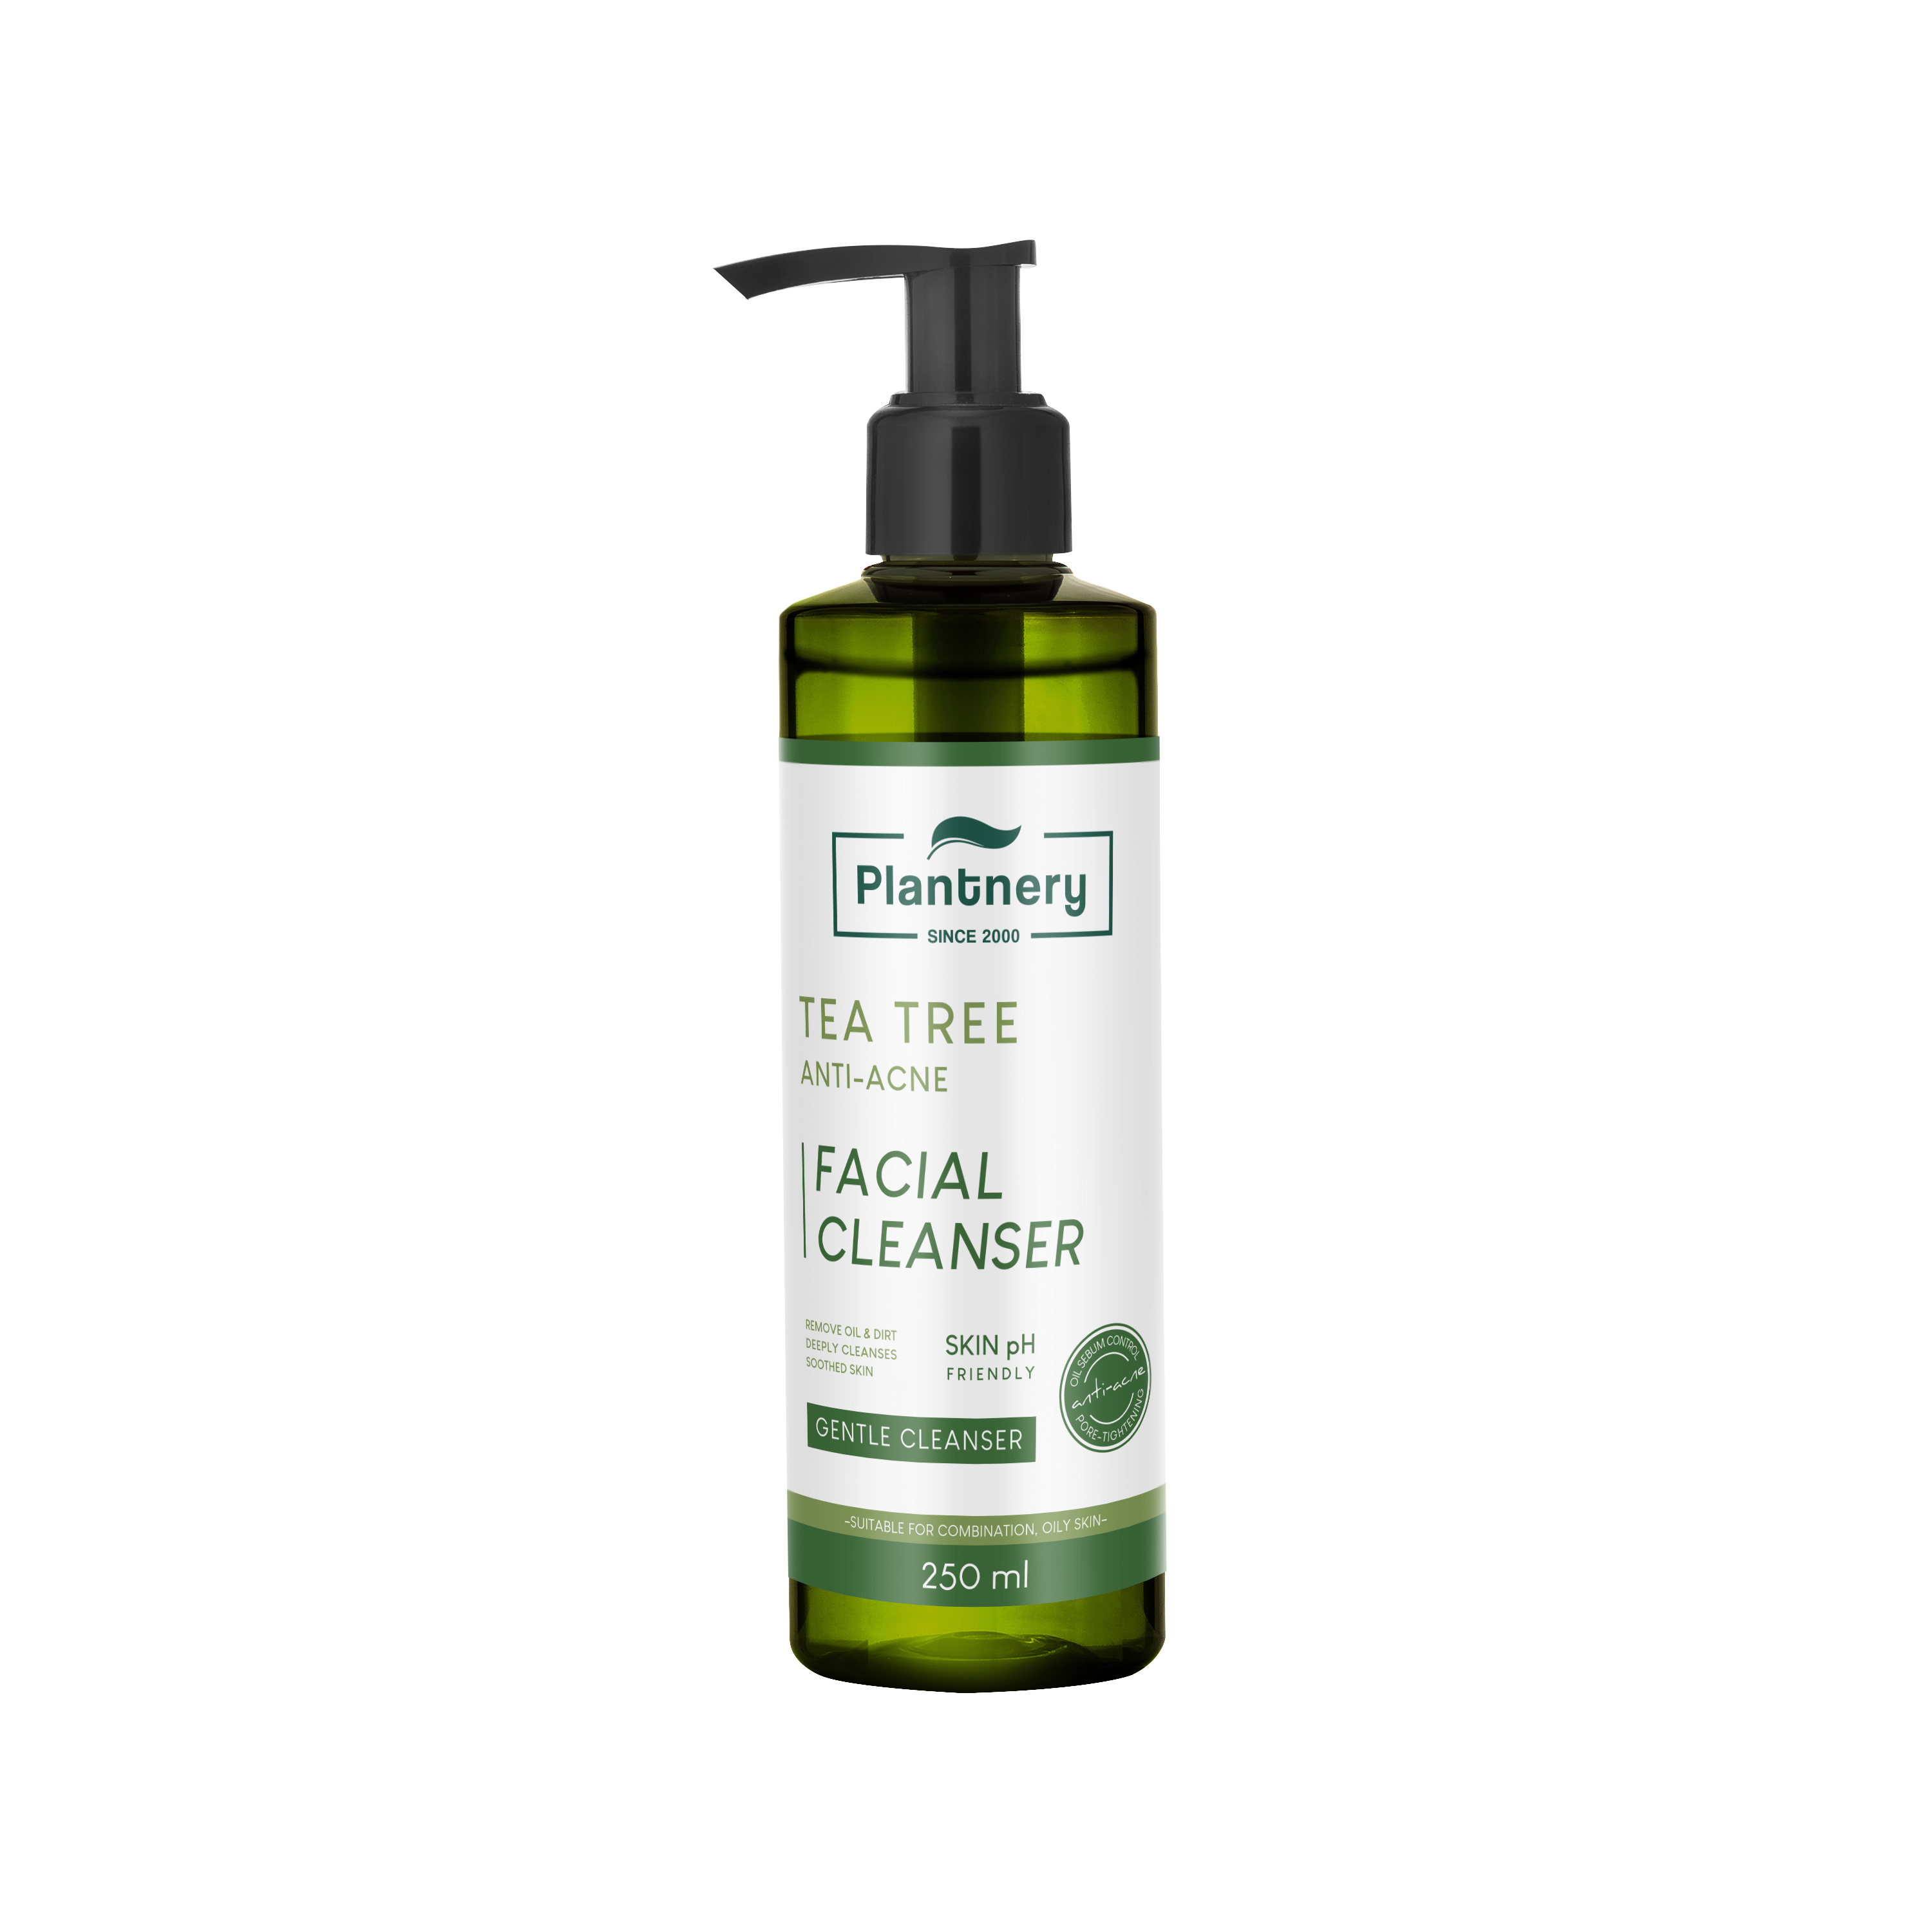 Plantnery
SINCE 2000
TEA TREE
ANTI-ACNE
FACIAL
CLEANSER
REMOVE OIL & DIRT
DEEPLY CLEANSES
SOOTHED SKIN
SKIN pH
FRIENDLY
OIL SEBUM CONTROL
anti-acne
PORE-TIGHTENING
GENTLE CLEANSER
-SUITABLE FOR COMBINATION, OILY SKIN-
250 ml